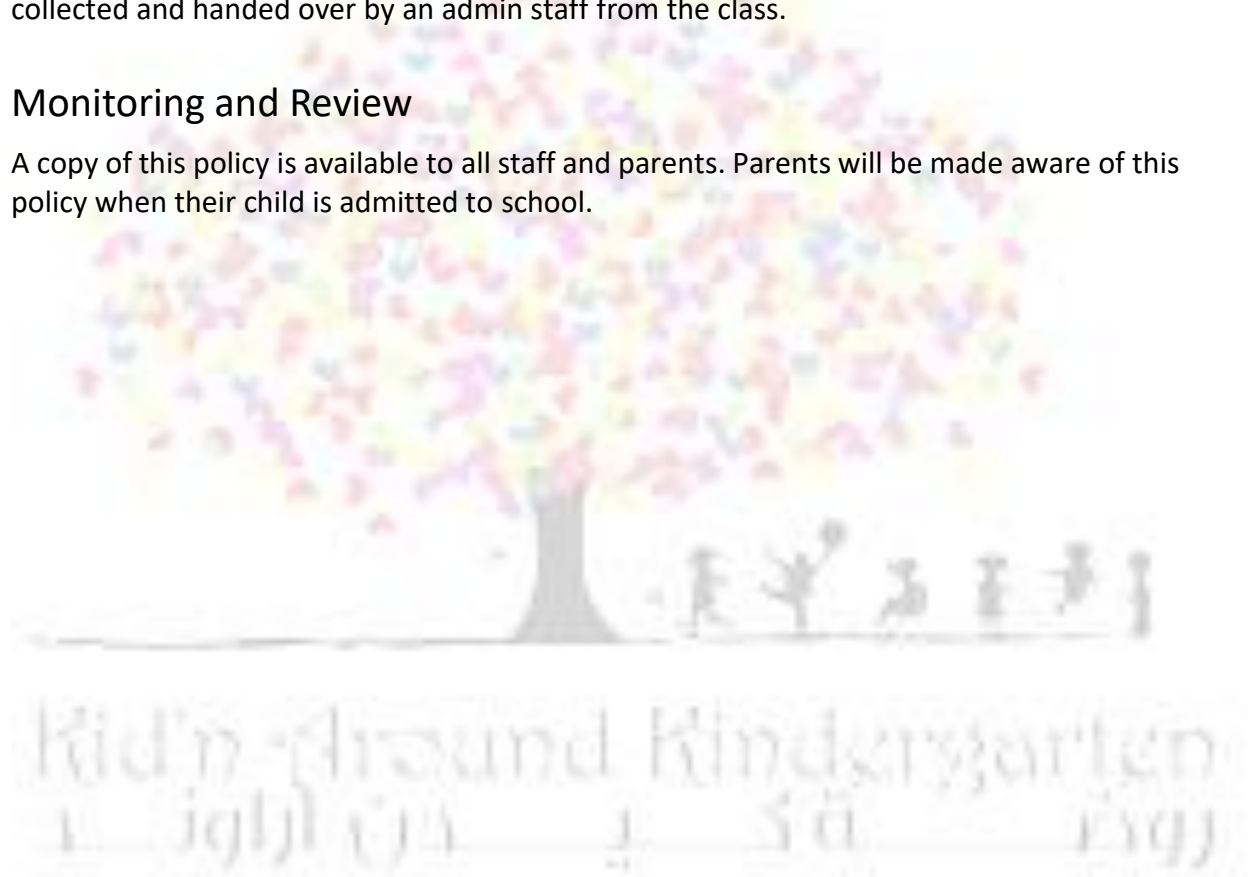 collected and handed over by an admin staff from the class.
Monitoring and Review
A copy of this policy is available to all staff and parents. Parents will be made aware of this
policy when their child is admitted to school.
Kid'n Around Kindergarten